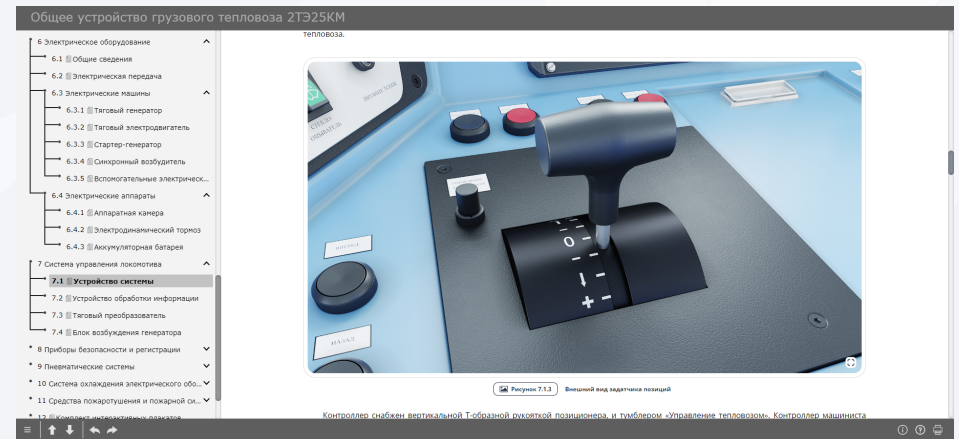 Общее устройство грузового тепловоза 2ТЭ25КМ
6 Электрическое оборудование
6.1 Общие сведения
6.2 Электрическая передача
6.3 Электрические машины
6.3.1 Тяговый генератор
6.3.2 Тяговый электродвигатель
6.3.3 Стартер-генератор
6.3.4 Синхронный возбудитель
6.3.5 Вспомогательные электрическ...
6.4 Электрические аппараты
6.4.1 Аппаратная камера
6.4.2 Электродинамический тормоз
6.4.3 Аккумуляторная батарея
7 Система управления локомотива
7.1 Устройство системы
7.2 Устройство обработки информации
7.3 Тяговый преобразователь
7.4 Блок возбуждения генератора
8 Приборы безопасности и регистрации
9 Пневматические системы
10 Система охлаждения электрического обо...
11 Средства пожаротушения и пожарной си...
12 Комплект интерактивных плакатов
тепловоза.
0
+
Рисунок 7.1.3 Внешний вид задатчика позиций
Контроллер снабжен вертикальной Т-образной рукояткой позиционера, и тумблером «Управление тепловозом». Контроллер машиниста